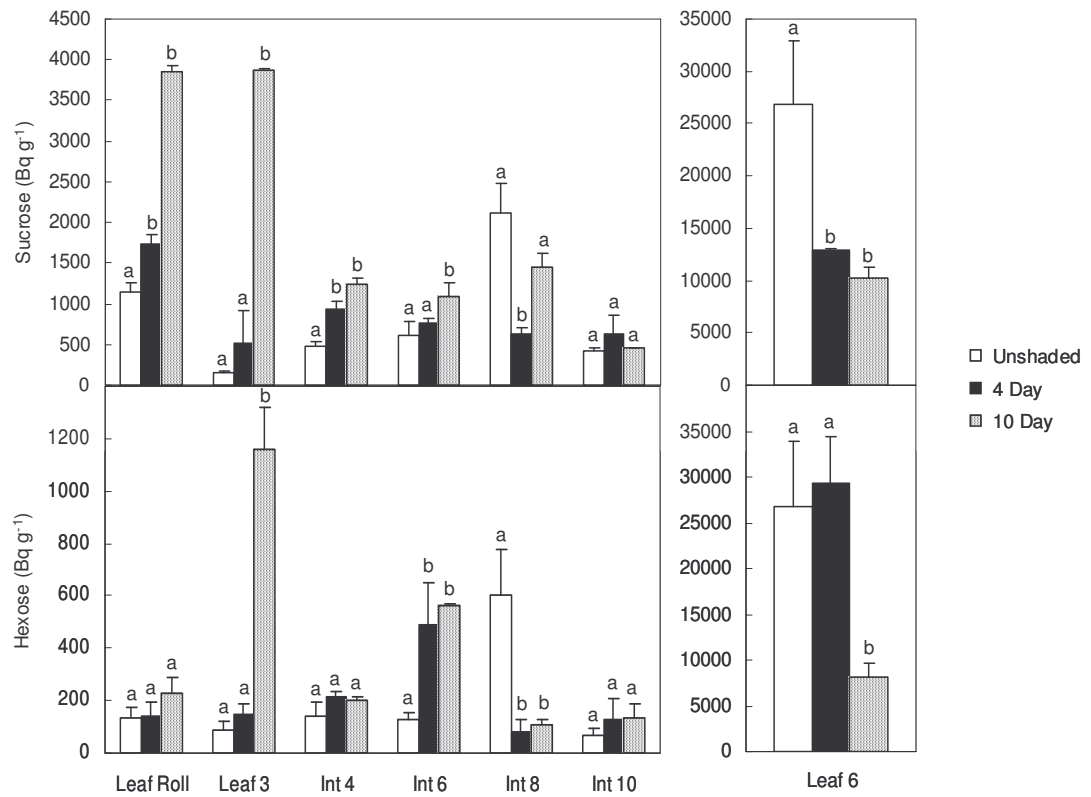 4500
4000
3500
3000
2500
2000
1500
1000
500
0
Sucrose (Bq g-1)
a b b
a a b
a b b
a a b
a b a
a a a
35000
30000
25000
20000
15000
10000
5000
0
a b b
Unshaded
4 Day
10 Day
1200
1000
800
600
400
200
0
Hexose (Bq g-1)
a a a
a a b
a a a
a b b
a b b
a a a
Leaf Roll Leaf 3 Int 4 Int 6 Int 8 Int 10
35000
30000
25000
20000
15000
10000
5000
0
a a b
Leaf 6